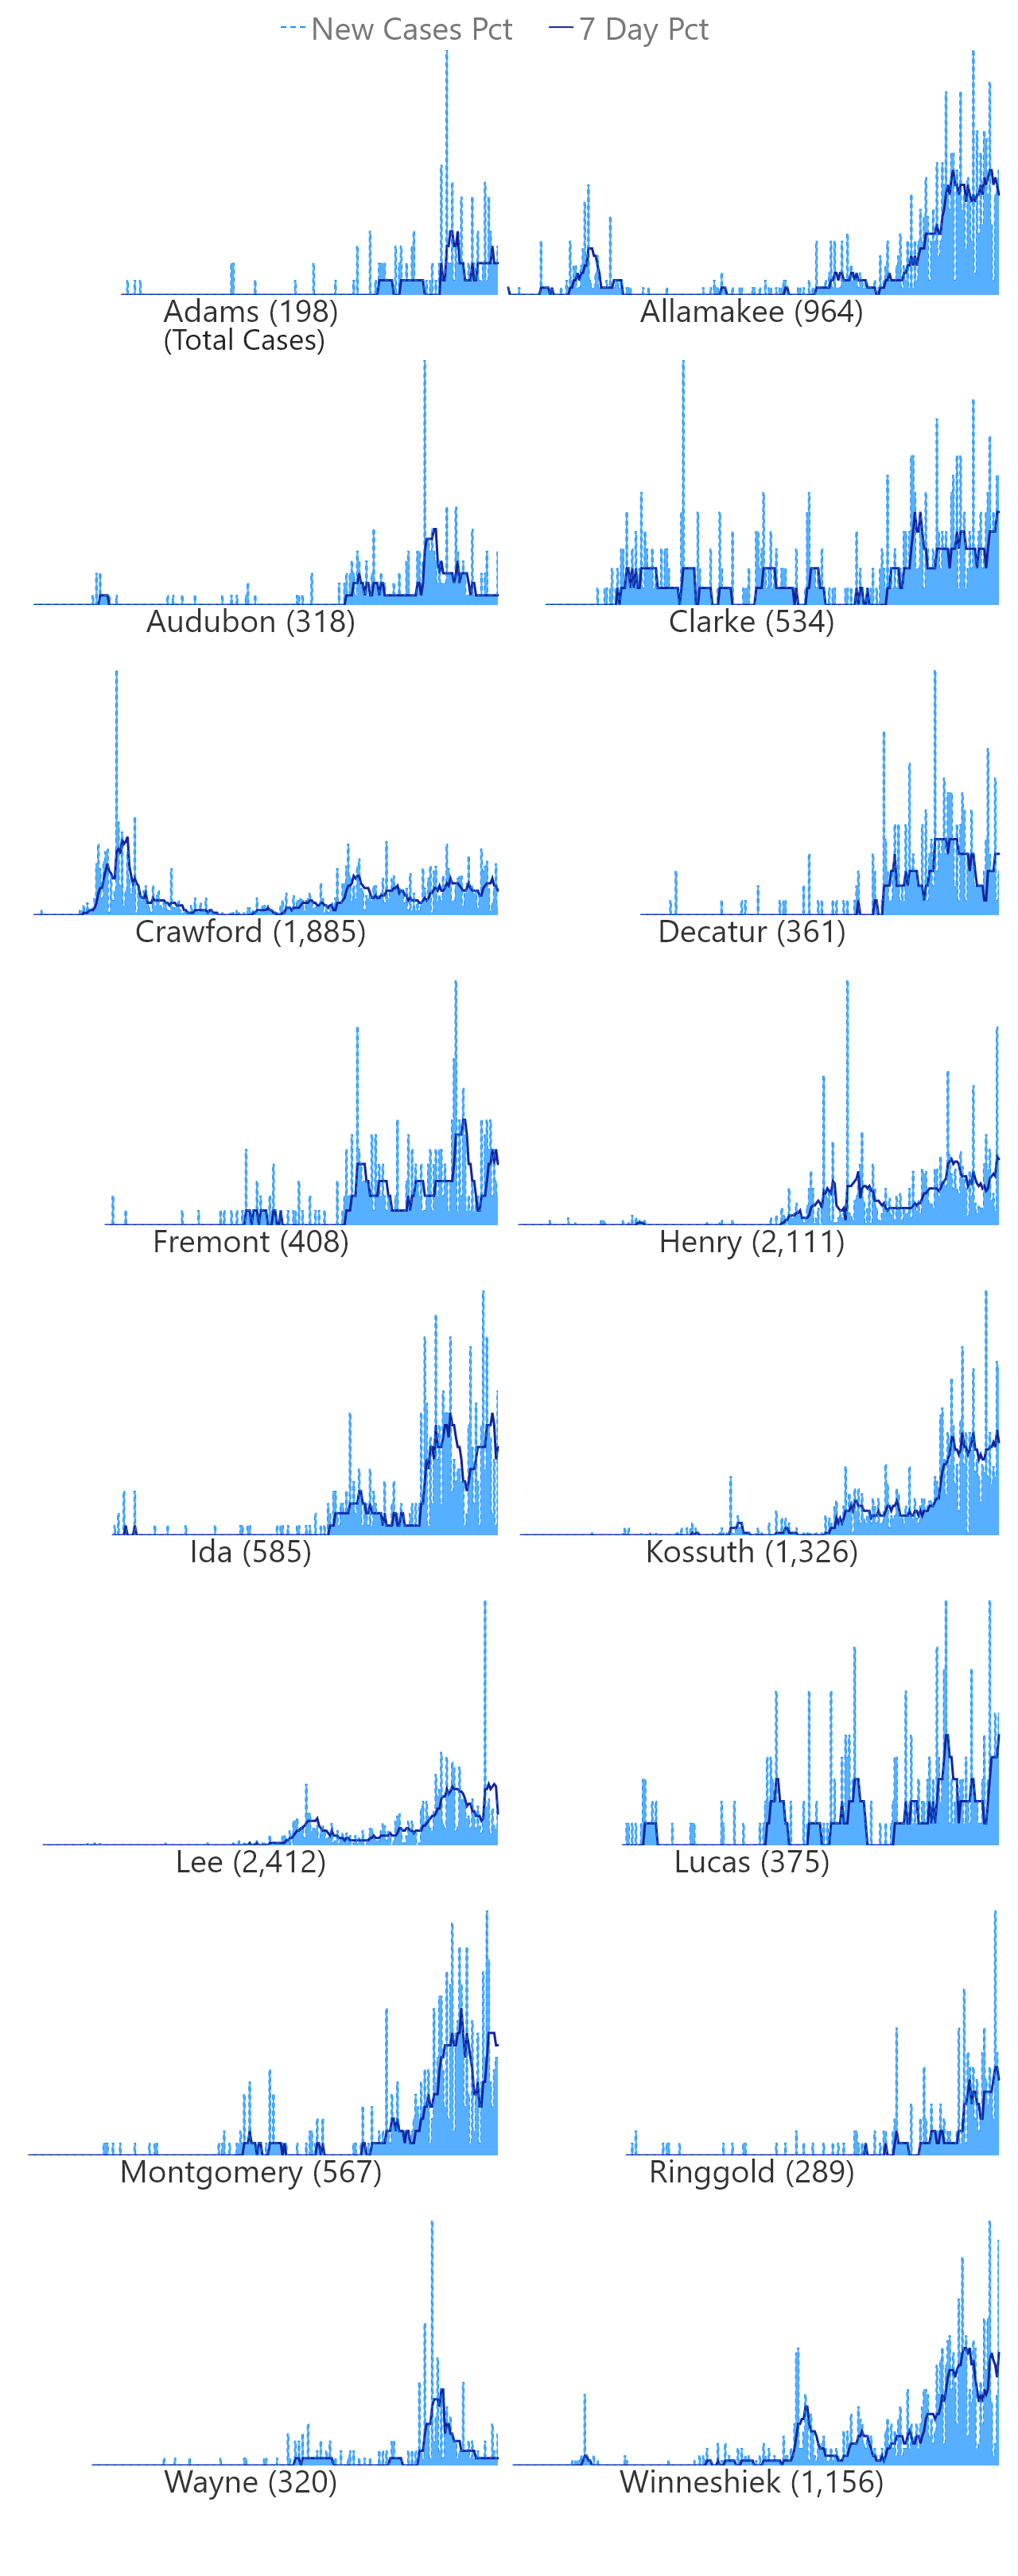 New Cases Pct 7 Day Pct
Adams (198) Allamakee (964)
(Total Cases)
Audubon (318) Clarke (534)
Crawford (1,885) Decatur (361)
Fremont (408) Henry (2,111)
Ida (585) Kossuth (1,326)
Lee (2,412) Lucas (375)
Montgomery (567) Ringgold (289)
Wayne (320) Winneshiek (1,156)